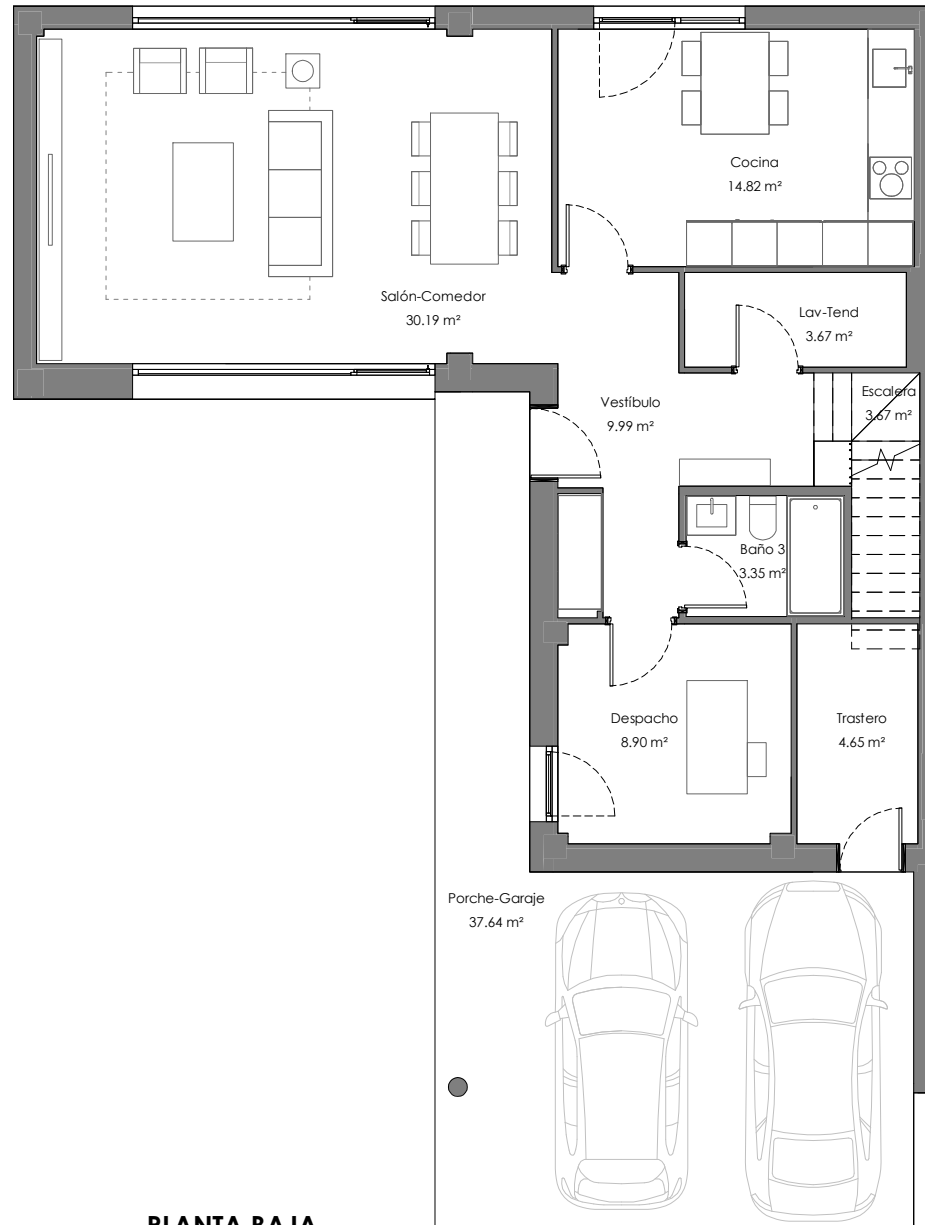 Cocina
14.82 m²
Salón-Comedor
30.19 m²
Lav-Tend
3.67 m²
Escalera
3.67 m²
Vestíbulo
9.99 m²
Baño 3
3.35 m²
Despacho
8.90 m²
Trastero
4.65 m²
Porche-Garaje
37.64 m²
PLANTA BAJA